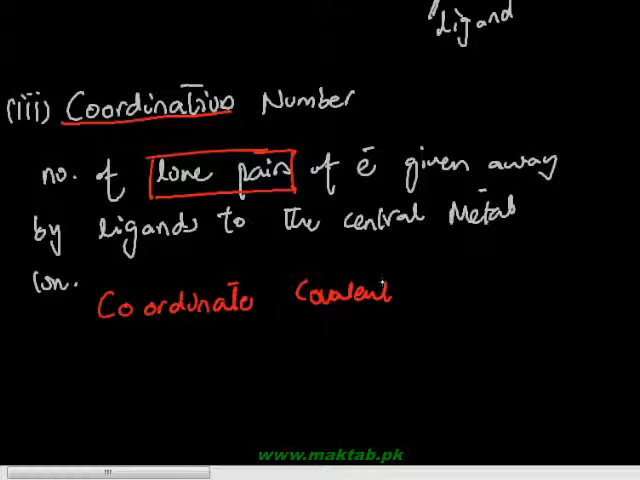 ligand
(iii) Coordination Number
no. of lone pairs of ē given away
by ligands to the central Metal
ion.
Coordinate Covalent
www.maktab.pk